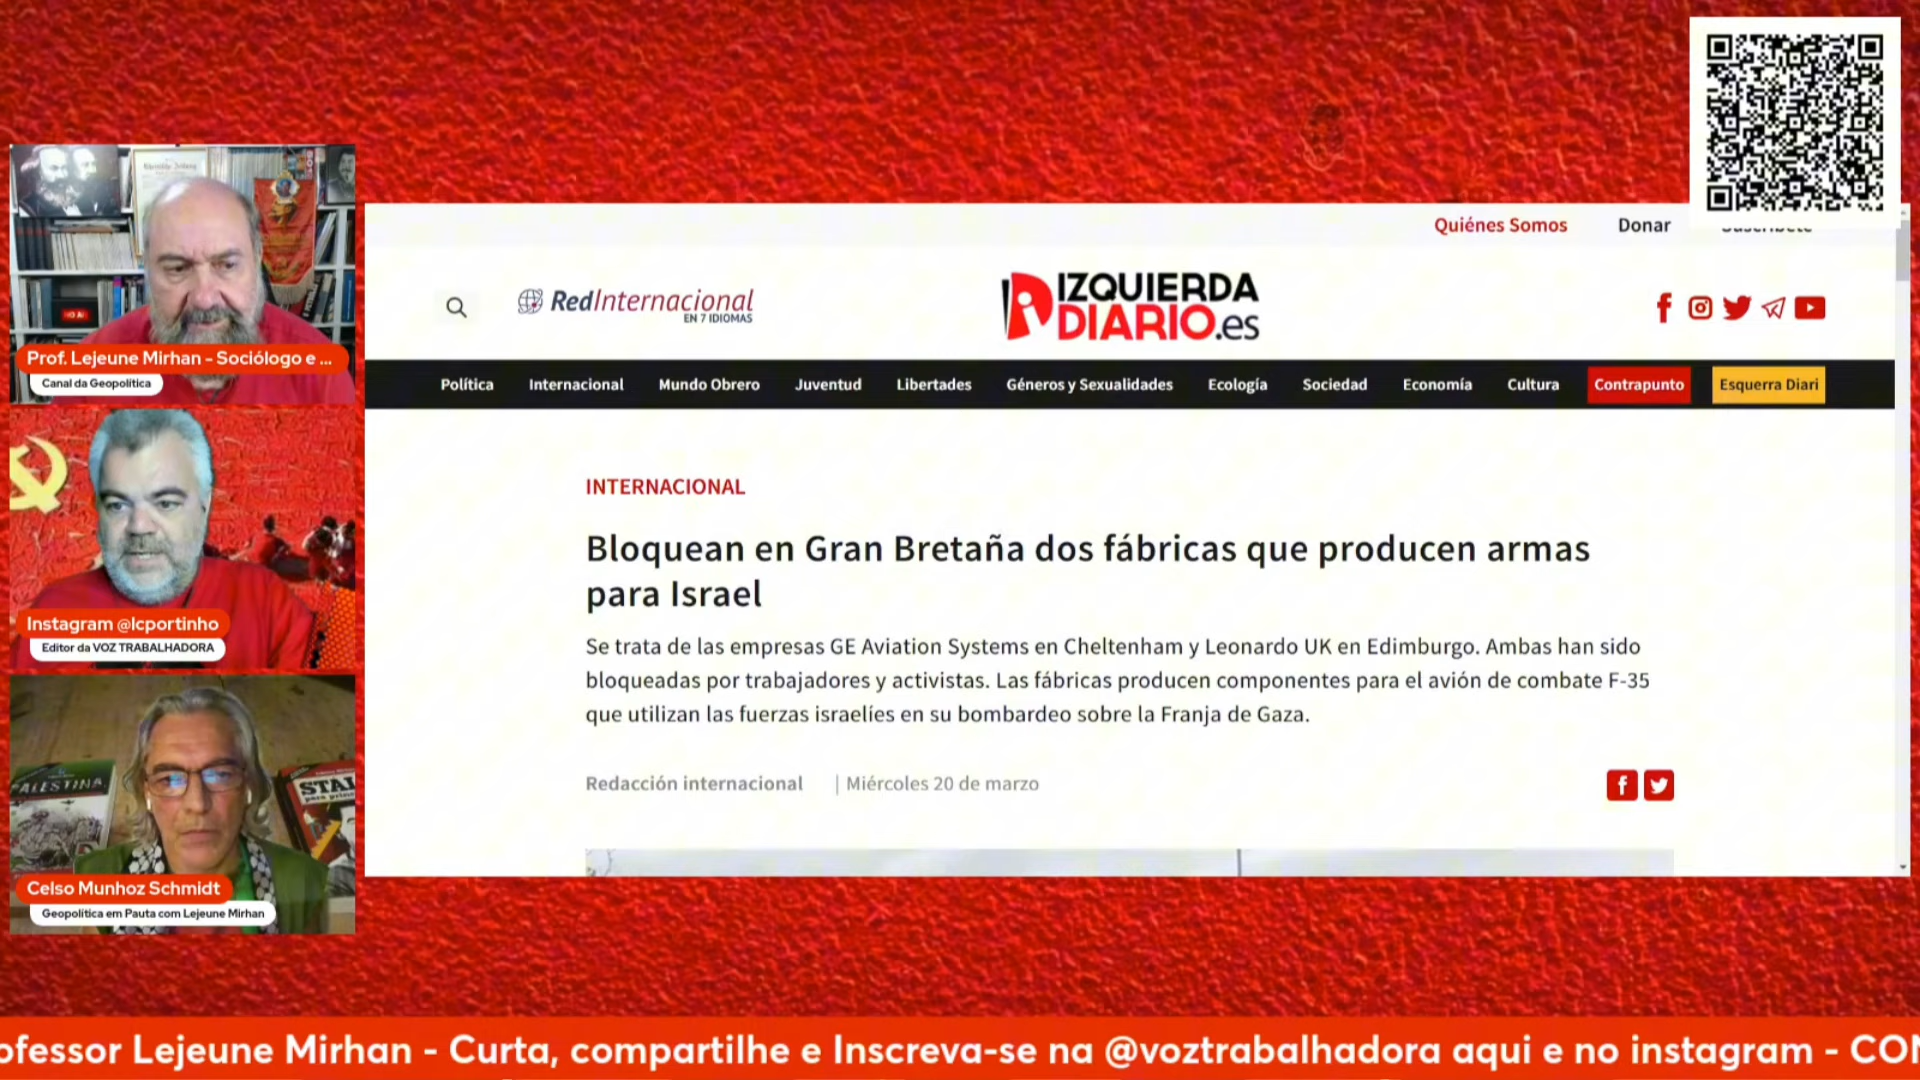 Quiénes Somos
Donar
RedInternacional
EN 7 IDIOMAS
IZQUIERDA
DIARIO.es
Política
Internacional
Mundo Obrero
Juventud
Libertades
Géneros y Sexualidades
Ecología
Sociedad
Economía
Cultura
Contrapunto
Esquerra Diari
INTERNACIONAL
Bloquean en Gran Bretaña dos fábricas que producen armas
para Israel
Se trata de las empresas GE Aviation Systems en Cheltenham y Leonardo UK en Edimburgo. Ambas han sido
bloqueadas por trabajadores y activistas. Las fábricas producen componentes para el avión de combate F-35
que utilizan las fuerzas israelíes en su bombardeo sobre la Franja de Gaza.
Redacción internacional | Miércoles 20 de marzo
Prof. Lejeune Mirhan - Sociólogo e ...
Canal da Geopolítica
Instagram @lcportinho
Editor da VOZ TRABALHADORA
PALESTINA
STAL
Celso Munhoz Schmidt
Geopolítica em Pauta com Lejeune Mirhan
ofessor Lejeune Mirhan - Curta, compartilhe e Inscreva-se na @voztrabalhadora aqui e no instagram - CON